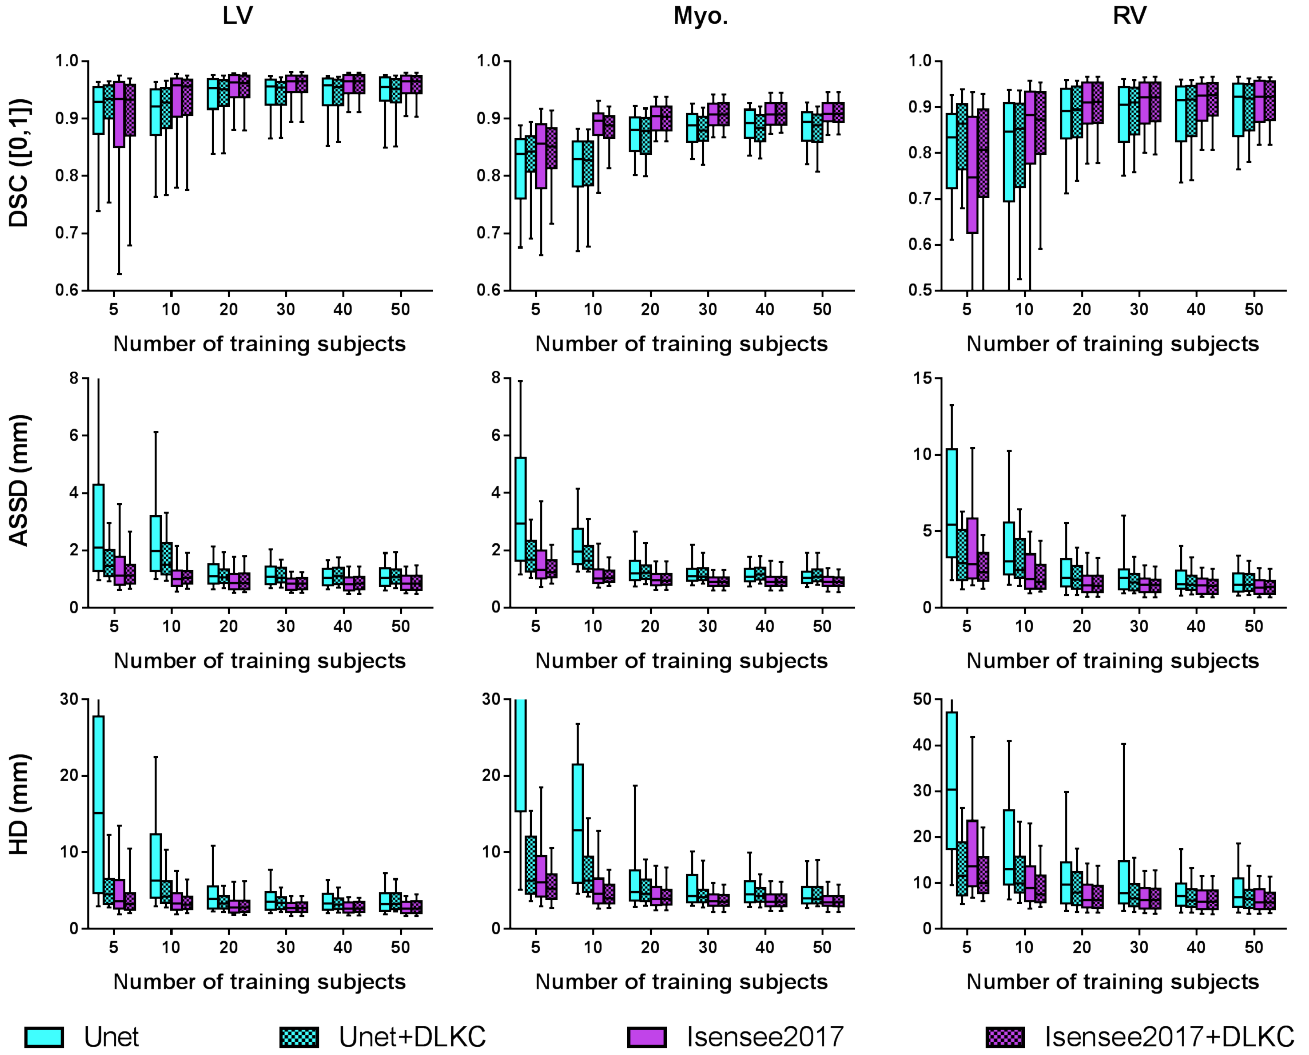 LV Myo. RV
DSC ([0,1])
1.0 0.9 0.8 0.7 0.6
5 10 20 30 40 50
Number of training subjects
1.0 0.9 0.8 0.7 0.6
5 10 20 30 40 50
Number of training subjects
1.0 0.9 0.8 0.7 0.6 0.5
5 10 20 30 40 50
Number of training subjects
ASSD (mm)
8 6 4 2 0
5 10 20 30 40 50
Number of training subjects
8 6 4 2 0
5 10 20 30 40 50
Number of training subjects
15 10 5 0
5 10 20 30 40 50
Number of training subjects
HD (mm)
30 20 10 0
5 10 20 30 40 50
Number of training subjects
30 20 10 0
5 10 20 30 40 50
Number of training subjects
50 40 30 20 10 0
5 10 20 30 40 50
Number of training subjects
Unet Unet+DLKC Isensee2017 Isensee2017+DLKC